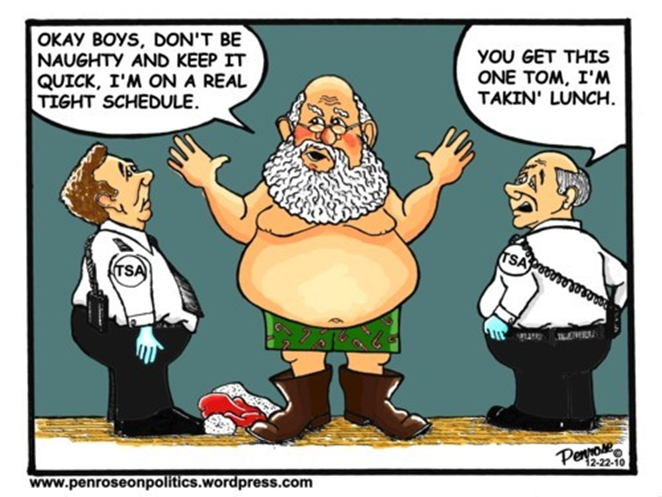 OKAY BOYS, DON'T BE
NAUGHTY AND KEEP IT
QUICK, I'M ON A REAL
TIGHT SCHEDULE.
YOU GET THIS
ONE TOM, I'M
TAKIN' LUNCH.
TSA
TSA
Penrose©
12-22-10
www.penroseonpolitics.wordpress.com